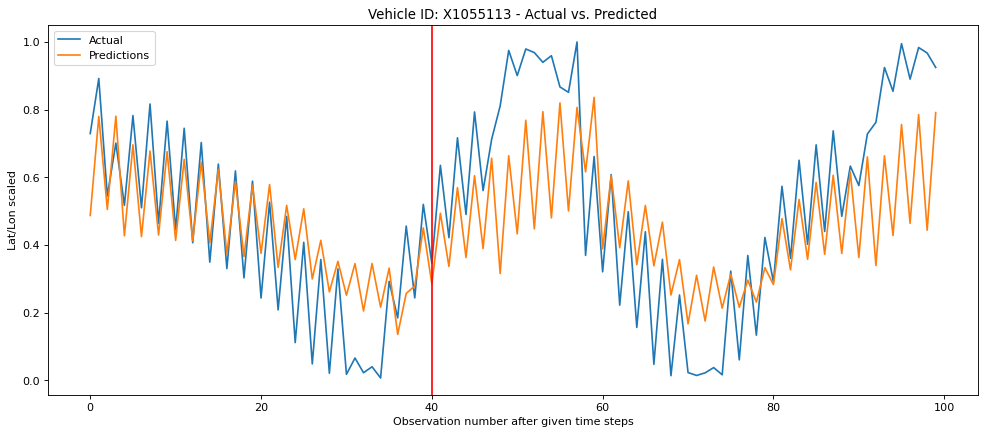 Vehicle ID: X1055113 - Actual vs. Predicted
Actual
Predictions
Lat/Lon scaled
1.0
0.8
0.6
0.4
0.2
0.0
0 20 40 60 80 100
Observation number after given time steps